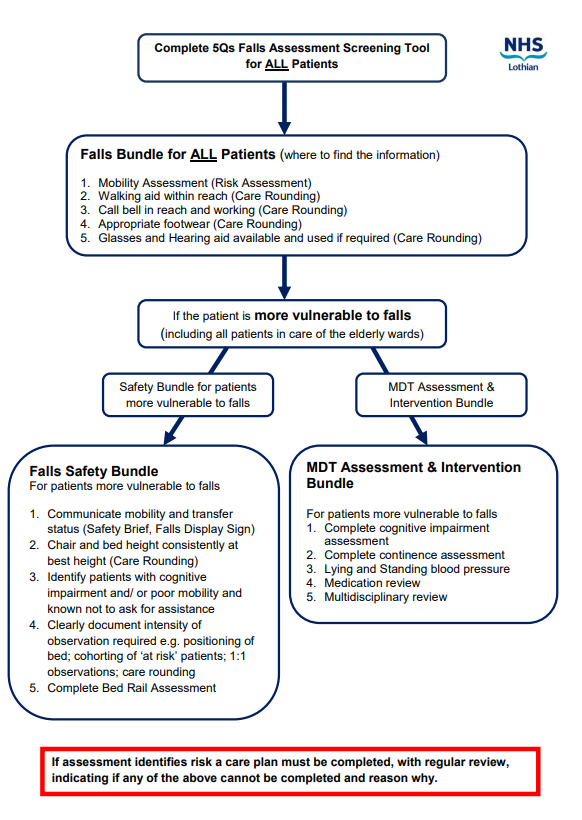 Complete 5Qs Falls Assessment Screening Tool
for ALL Patients
NHS
Lothian
Falls Bundle for ALL Patients (where to find the information)
1. Mobility Assessment (Risk Assessment)
2. Walking aid within reach (Care Rounding)
3. Call bell in reach and working (Care Rounding)
4. Appropriate footwear (Care Rounding)
5. Glasses and Hearing aid available and used if required (Care Rounding)
If the patient is more vulnerable to falls
(including all patients in care of the elderly wards)
Safety Bundle for patients
more vulnerable to falls
MDT Assessment &
Intervention Bundle
Falls Safety Bundle
For patients more vulnerable to falls
1. Communicate mobility and transfer
status (Safety Brief, Falls Display Sign)
2. Chair and bed height consistently at
best height (Care Rounding)
3. Identify patients with cognitive
impairment and/ or poor mobility and
known not to ask for assistance
4. Clearly document intensity of
observation required e.g. positioning of
bed; cohorting of ‘at risk’ patients; 1:1
observations; care rounding
5. Complete Bed Rail Assessment
MDT Assessment & Intervention
Bundle
For patients more vulnerable to falls
1. Complete cognitive impairment
assessment
2. Complete continence assessment
3. Lying and Standing blood pressure
4. Medication review
5. Multidisciplinary review
If assessment identifies risk a care plan must be completed, with regular review,
indicating if any of the above cannot be completed and reason why.